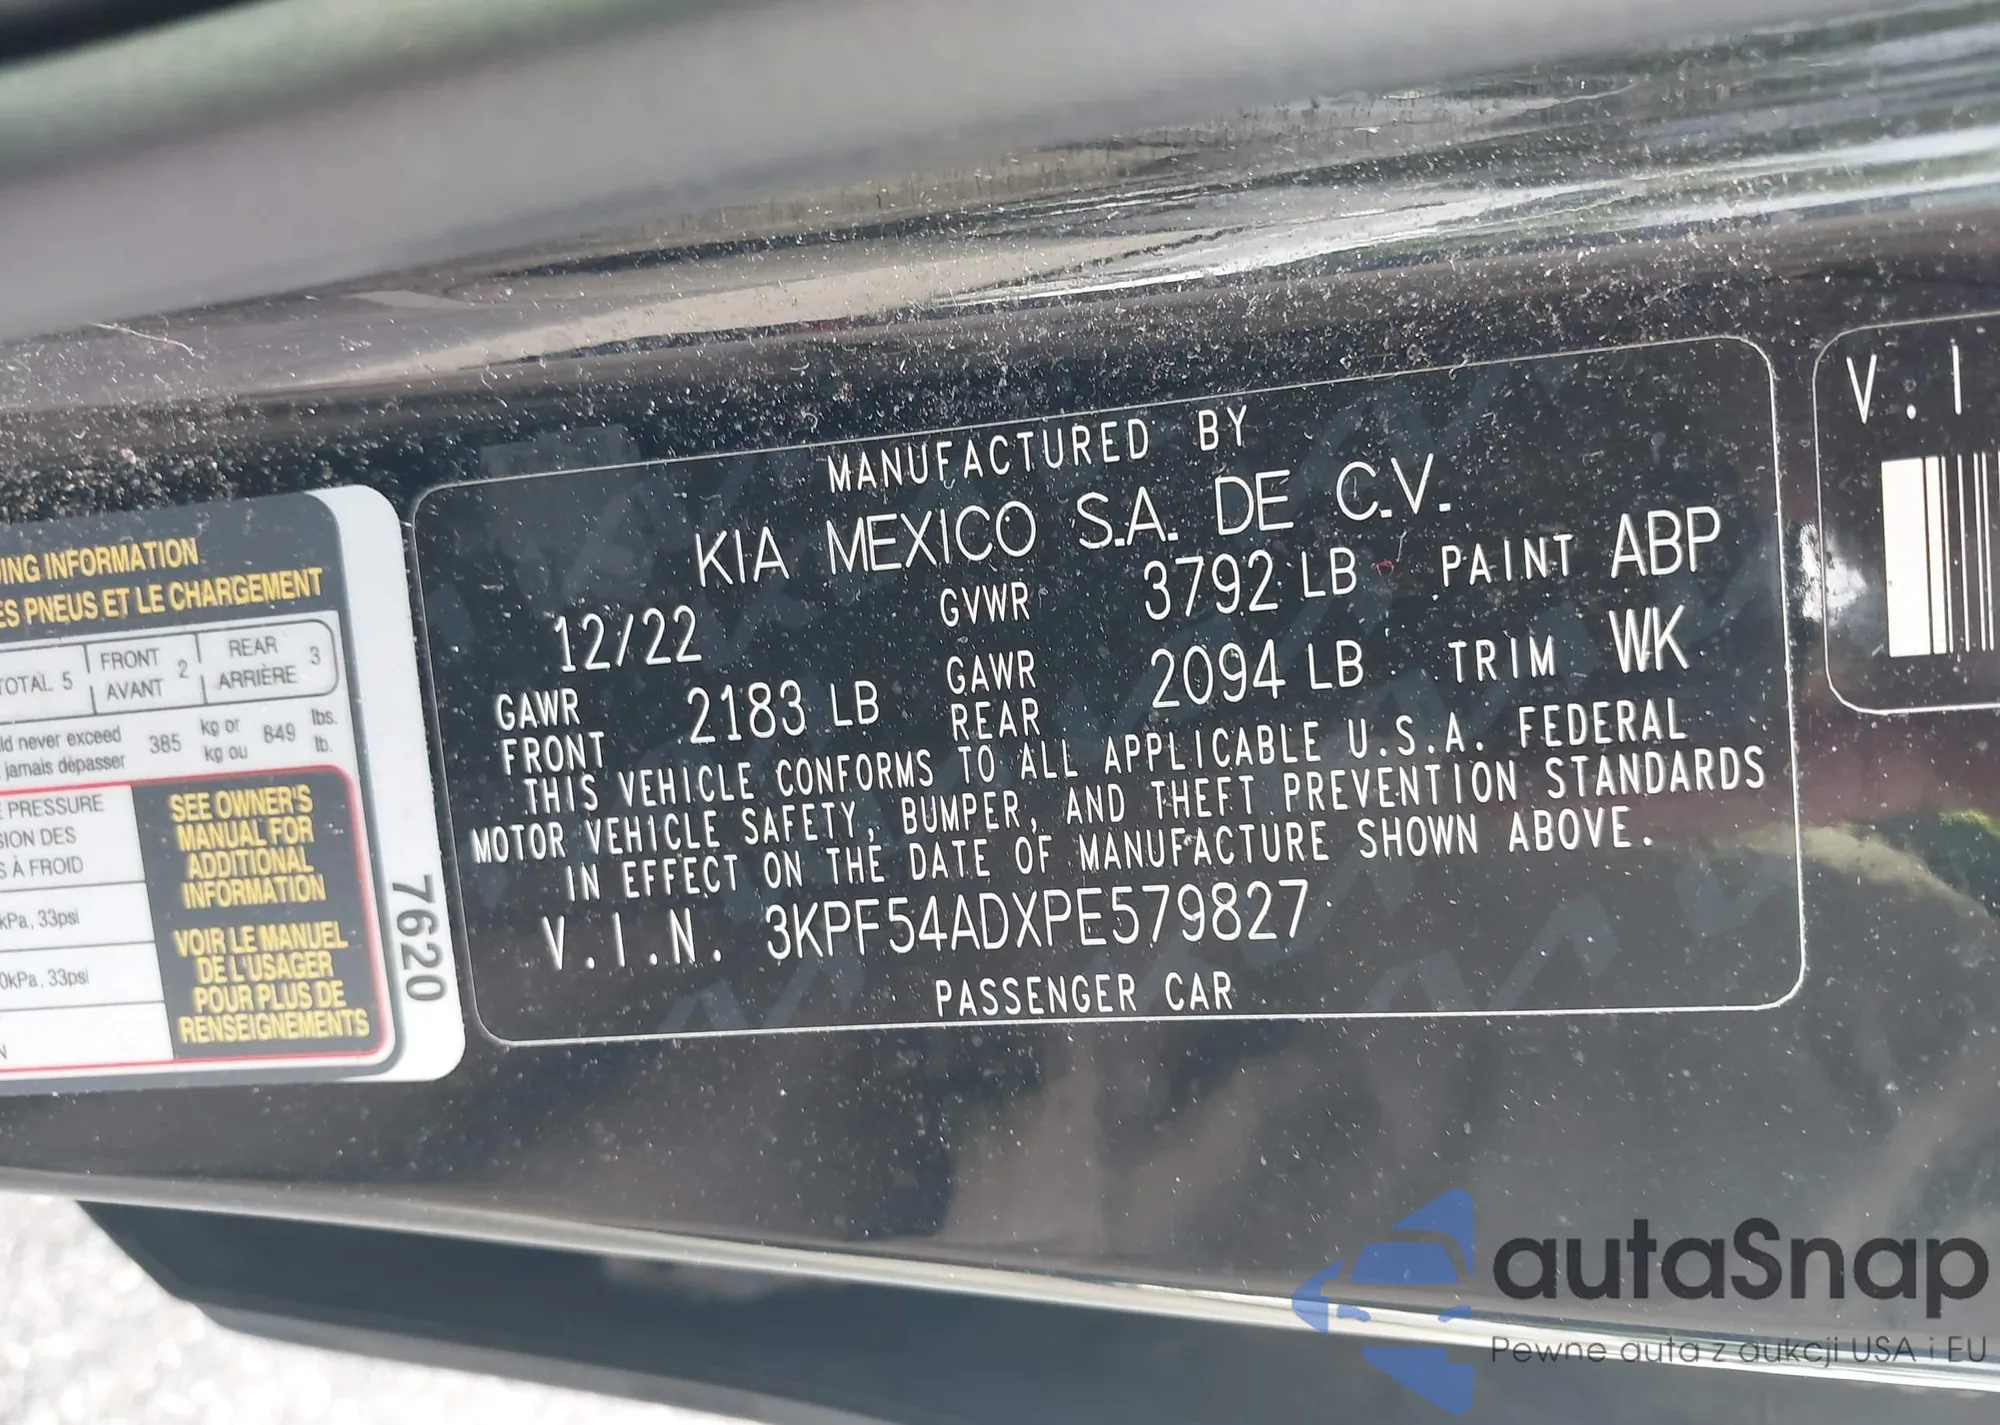 ING INFORMATION
ES PNEUS ET LE CHARGEMENT
TOTAL 5
FRONT
AVANT
2
REAR
ARRIÈRE
3
ld never exceed
jamais dépasser
385
kg or
kg ou
849
lbs.
lb.
PRESSURE
SION DES
S À FROID
kPa, 33psi
0kPa, 33psi
N
SEE OWNER'S
MANUAL FOR
ADDITIONAL
INFORMATION
VOIR LE MANUEL
DE L'USAGER
POUR PLUS DE
RENSEIGNEMENTS
7620
MANUFACTURED BY
KIA MEXICO S.A. DE C.V.
12/22 GVWR 3792 LB PAINT ABP
GAWR FRONT 2183 LB GAWR REAR 2094 LB TRIM WK
THIS VEHICLE CONFORMS TO ALL APPLICABLE U.S.A. FEDERAL
MOTOR VEHICLE SAFETY, BUMPER, AND THEFT PREVENTION STANDARDS
IN EFFECT ON THE DATE OF MANUFACTURE SHOWN ABOVE.
V.I.N. 3KPF54ADXPE579827
PASSENGER CAR
V.I
autaSnap
Pewne auta z aukcji USA i EU